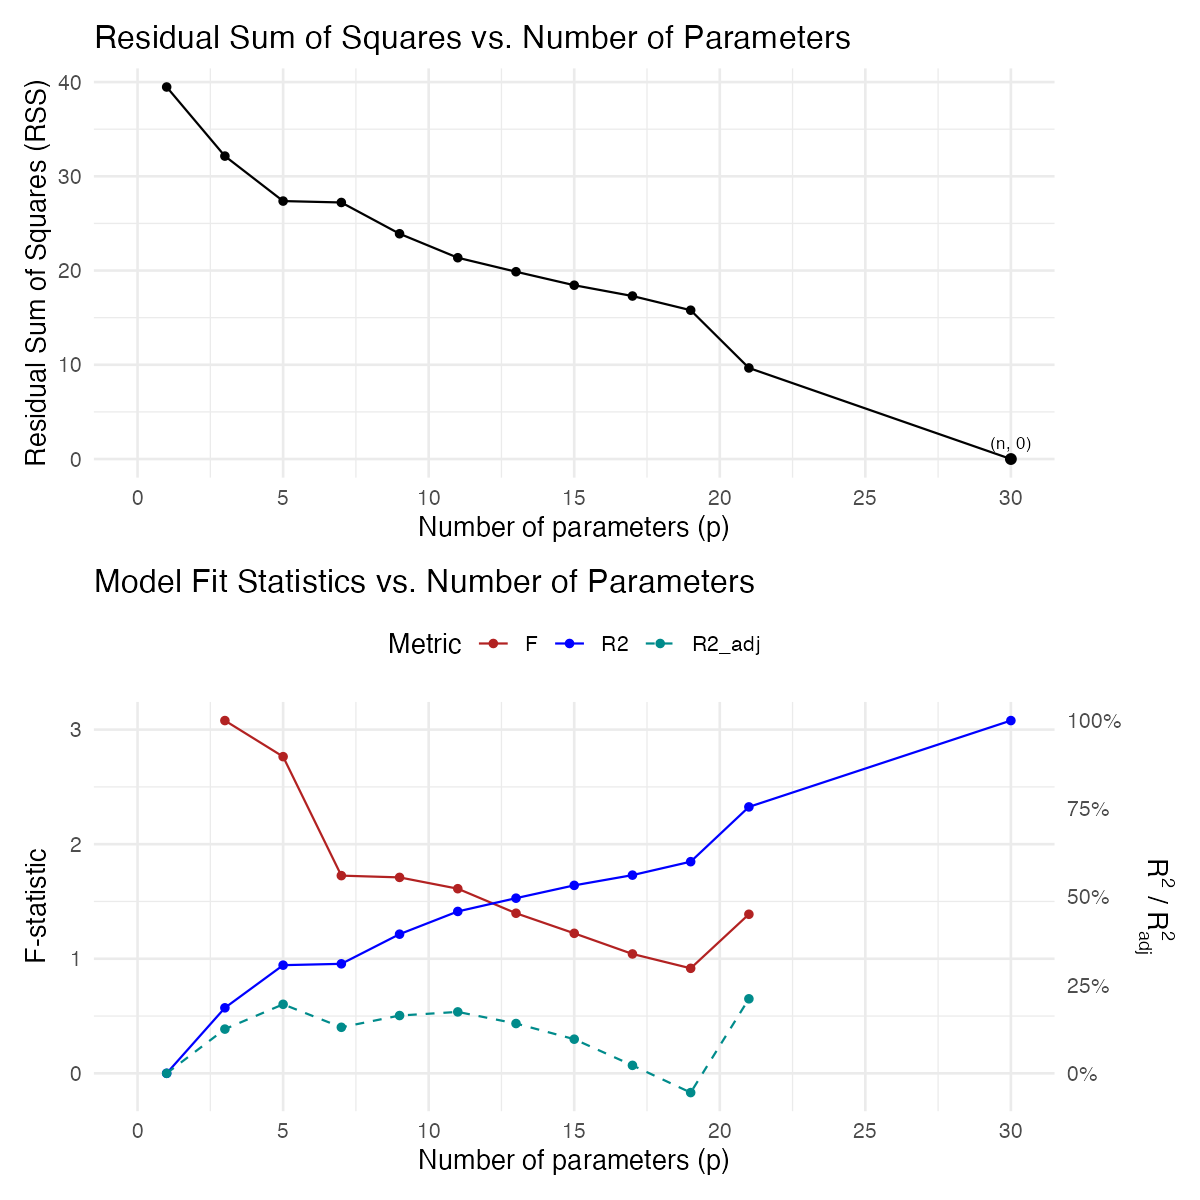 Residual Sum of Squares vs. Number of Parameters
Residual Sum of Squares (RSS)
40
30
20
10
0
(n, 0)
0 5 10 15 20 25 30
Number of parameters (p)
Model Fit Statistics vs. Number of Parameters
Metric F R2 R2_adj
F-statistic
3
2
1
0
100%
75%
50%
25%
0%
R² / R²adj
0 5 10 15 20 25 30
Number of parameters (p)